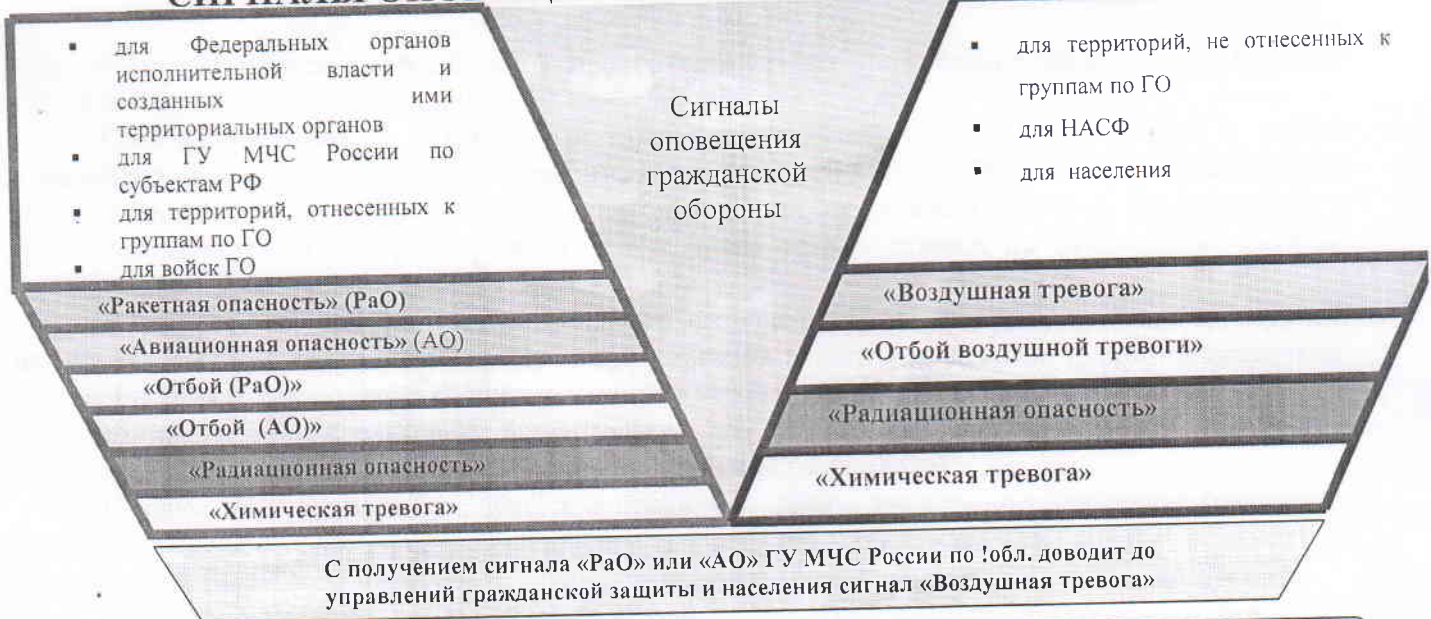 для Федеральных органов
исполнительной власти и
созданных ими
территориальных органов
для ГУ МЧС России по
субъектам РФ
для территорий, отнесенных к
группам по ГО
для войск ГО
«Ракетная опасность» (РаО)
«Авиационная опасность» (АО)
«Отбой (РаО)»
«Отбой (АО)»
«Радиационная опасность»
«Химическая тревога»
Сигналы
оповещения
гражданской
обороны
для территорий, не отнесенных к
группам по ГО
для НАСФ
для населения
«Воздушная тревога»
«Отбой воздушной тревоги»
«Радиационная опасность»
«Химическая тревога»
С получением сигнала «РаО» или «АО» ГУ МЧС России по !обл. доводит до
управлений гражданской защиты и населения сигнал «Воздушная тревога»